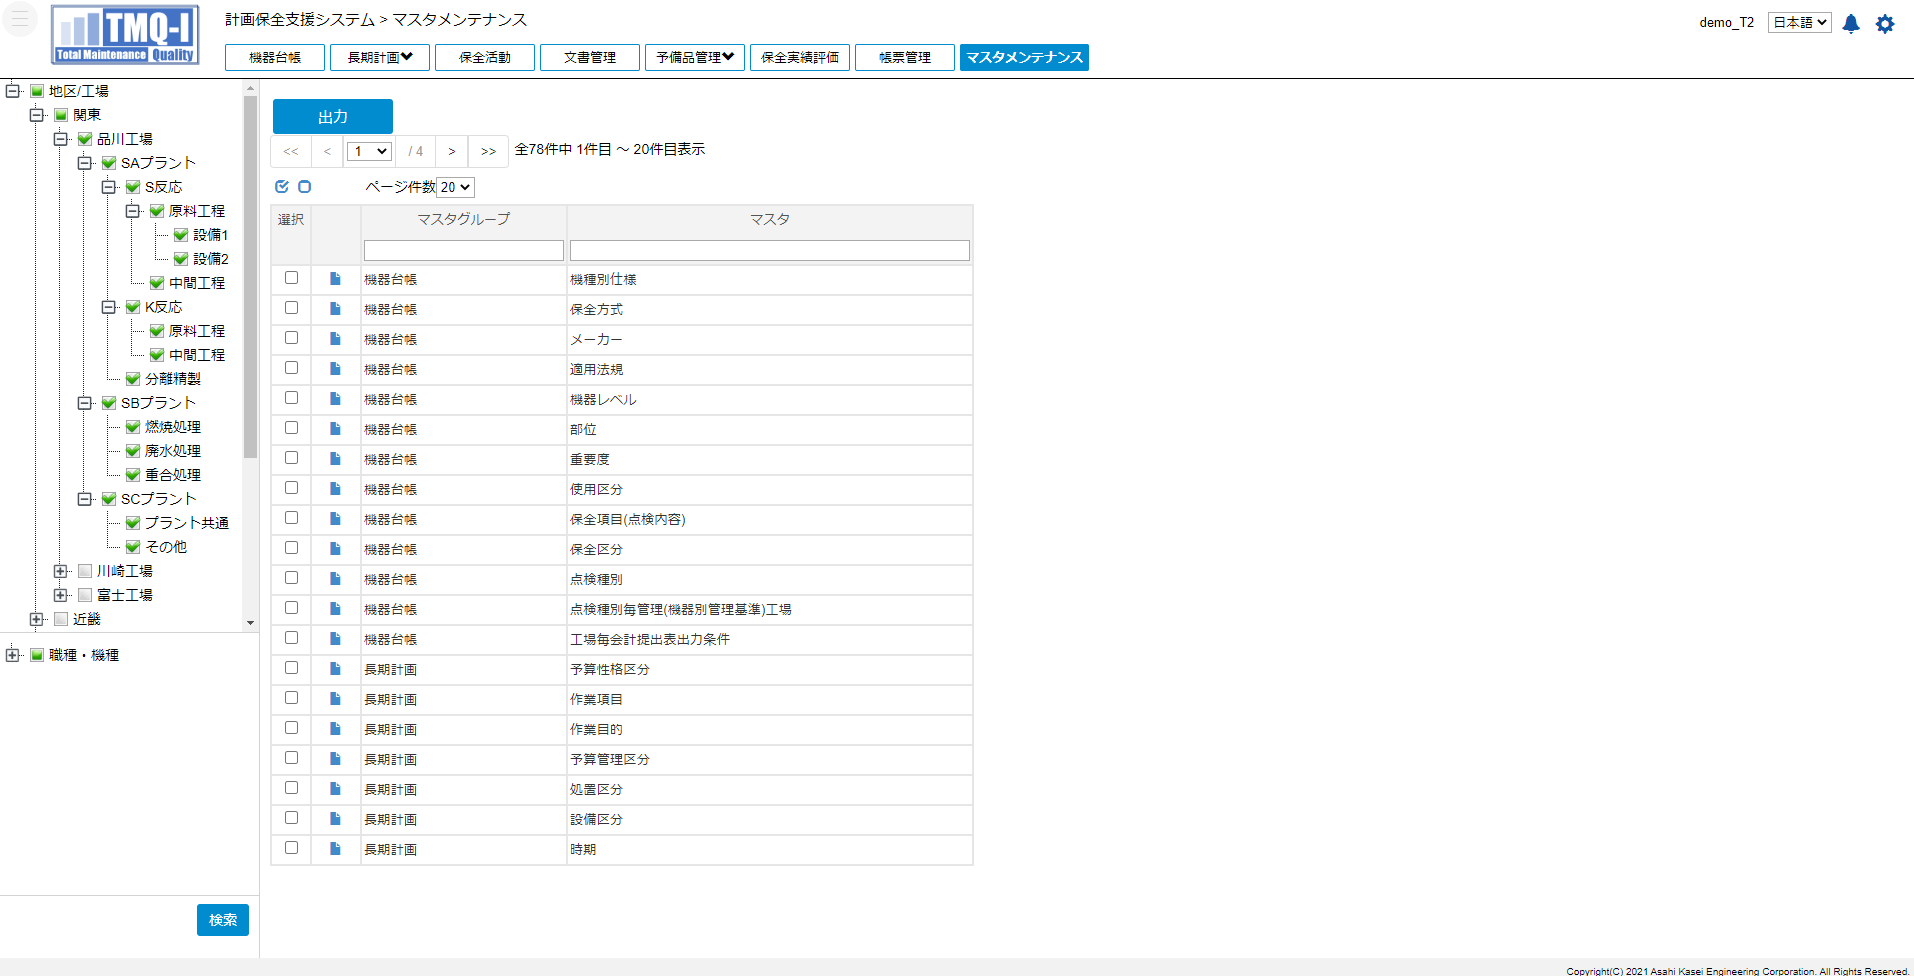 TMQ-I
Total Maintenance Quality
計画保全支援システム > マスタメンテナンス
demo_T2
日本語
機器台帳
長期計画
保全活動
文書管理
予備品管理
保全実績評価
帳票管理
マスタメンテナンス
地区/工場
関東
品川工場
SAプラント
S反応
原料工程
設備1
設備2
中間工程
K反応
原料工程
中間工程
分離精製
SBプラント
燃焼処理
廃水処理
重合処理
SCプラント
プラント共通
その他
川崎工場
富士工場
近畿
職種・機種
検索
出力
<< < 1 / 4 > >> 全78件中 1件目 ～ 20件目表示
ページ件数 20
選択 マスタグループ マスタ
機器台帳 機種別仕様
機器台帳 保全方式
機器台帳 メーカー
機器台帳 適用法規
機器台帳 機器レベル
機器台帳 部位
機器台帳 重要度
機器台帳 使用区分
機器台帳 保全項目(点検内容)
機器台帳 保全区分
機器台帳 点検種別
機器台帳 点検種別毎管理(機器別管理基準)工場
機器台帳 工場毎会計提出表出力条件
長期計画 予算性格区分
長期計画 作業項目
長期計画 作業目的
長期計画 予算管理区分
長期計画 処置区分
長期計画 設備区分
長期計画 時期
Copyright(C) 2021 Asahi Kasei Engineering Corporation. All Rights Reserved.